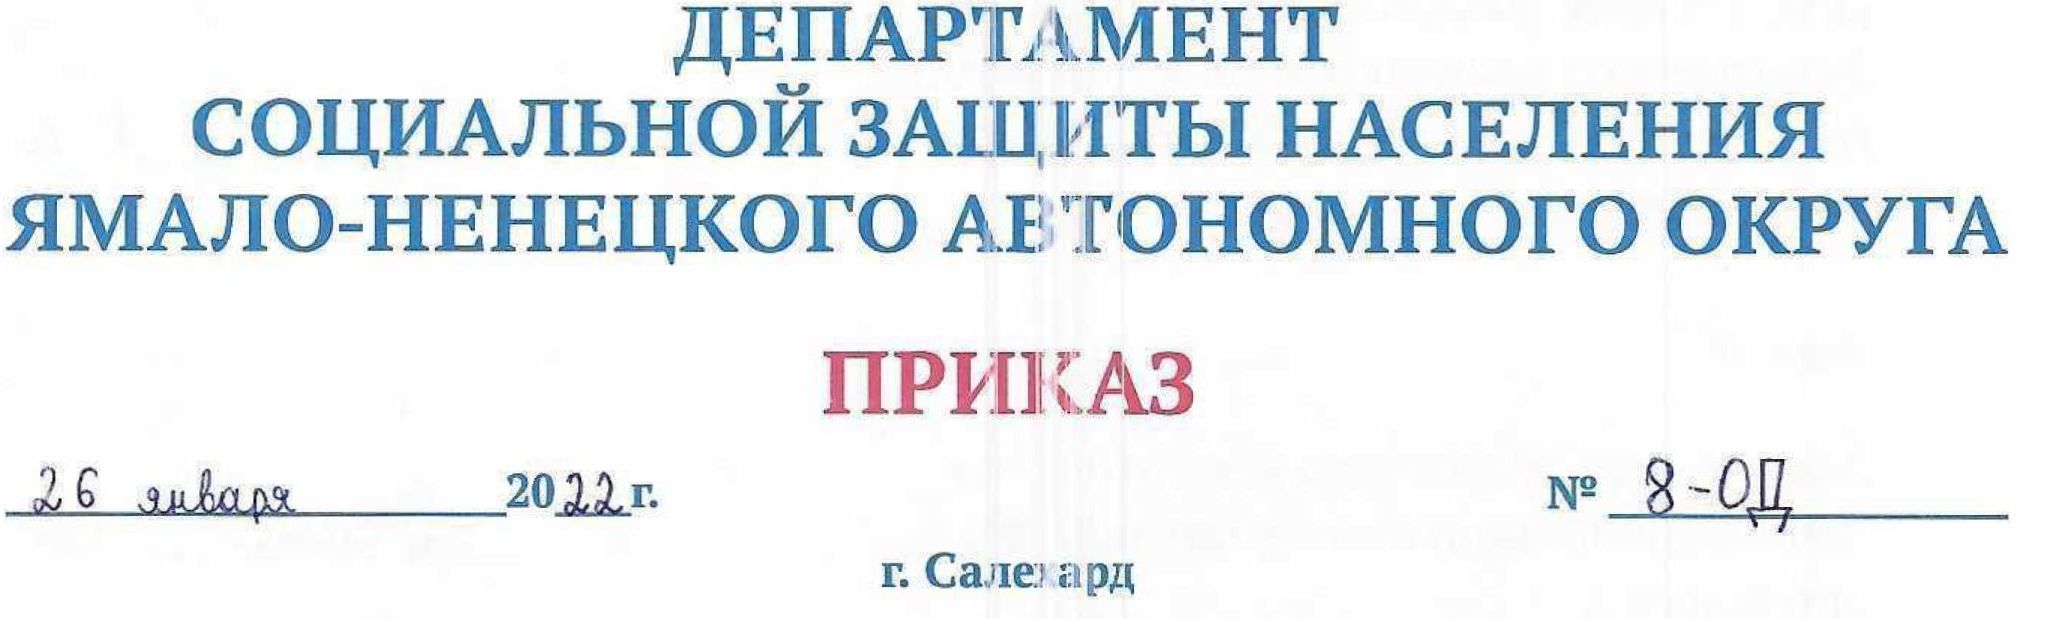 ДЕПАРТАМЕНТ
СОЦИАЛЬНОЙ ЗАЩИТЫ НАСЕЛЕНИЯ
ЯМАЛО-НЕНЕЦКОГО АВТОНОМНОГО ОКРУГА
ПРИКАЗ
26 января 2022 г. № 8-ОД
г. Салехард